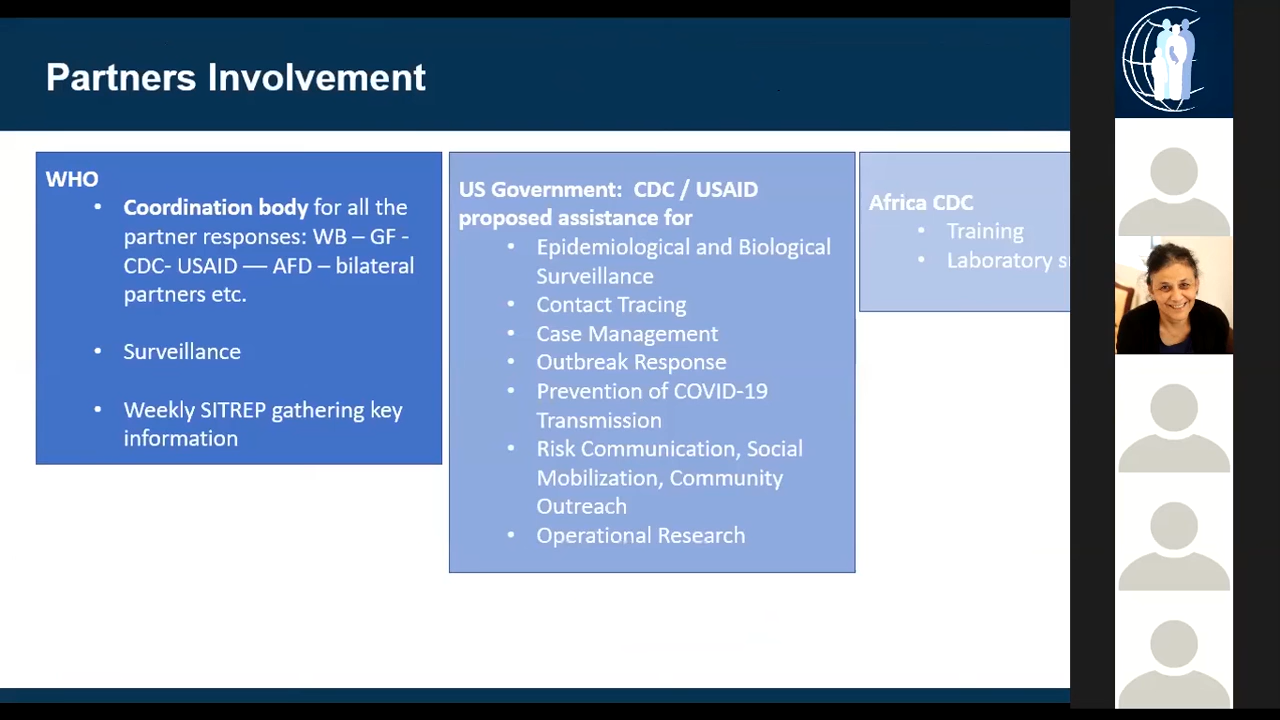 Partners Involvement
WHO
• Coordination body for all the
partner responses: WB – GF -
CDC- USAID –– AFD – bilateral
partners etc.
• Surveillance
• Weekly SITREP gathering key
information
US Government: CDC / USAID
proposed assistance for
• Epidemiological and Biological
Surveillance
• Contact Tracing
• Case Management
• Outbreak Response
• Prevention of COVID-19
Transmission
• Risk Communication, Social
Mobilization, Community
Outreach
• Operational Research
Africa CDC
• Training
• Laboratory